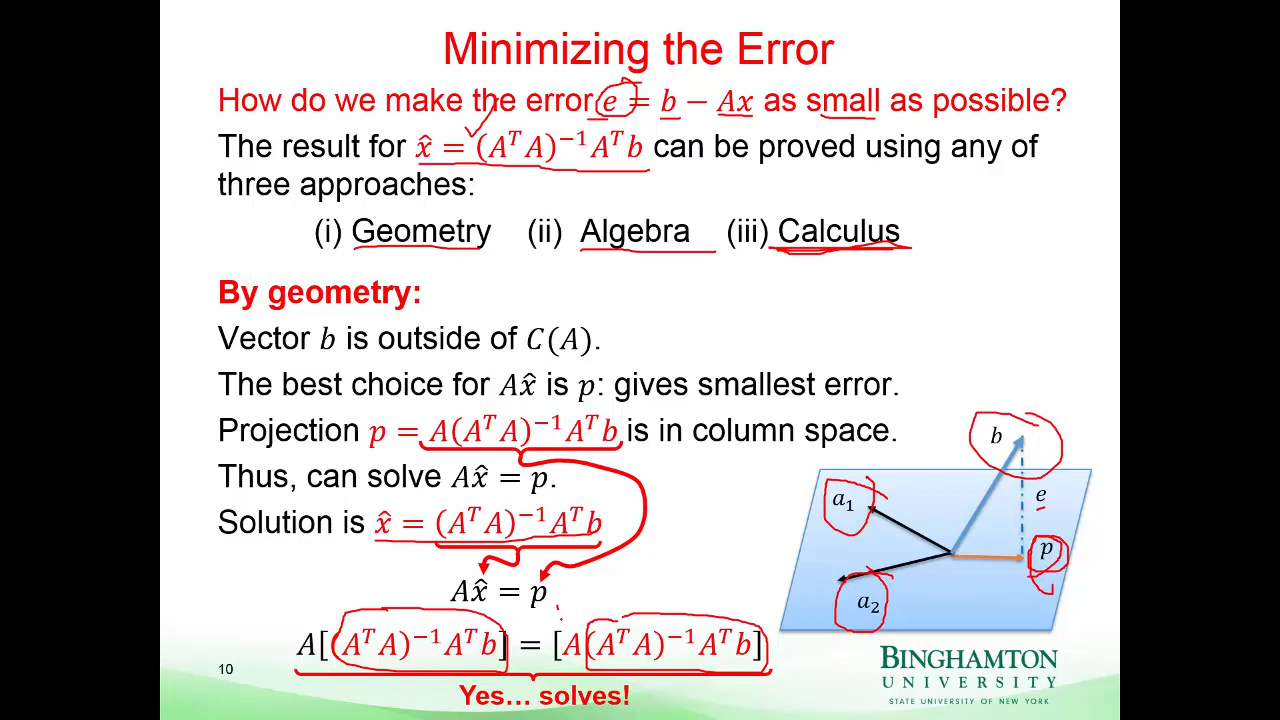 Minimizing the Error
How do we make the error e = b − Ax as small as possible?
The result for x̂ = (AᵀA)⁻¹Aᵀb can be proved using any of
three approaches:
(i) Geometry (ii) Algebra (iii) Calculus
By geometry:
Vector b is outside of C(A).
The best choice for Ax̂ is p: gives smallest error.
Projection p = A(AᵀA)⁻¹Aᵀb is in column space.
Thus, can solve Ax̂ = p.
Solution is x̂ = (AᵀA)⁻¹Aᵀb
Ax̂ = p
A[(AᵀA)⁻¹Aᵀb] = [A(AᵀA)⁻¹Aᵀb]
Yes… solves!
b
a₁
e
p
a₂
10
BINGHAMTON
UNIVERSITY
STATE UNIVERSITY OF NEW YORK